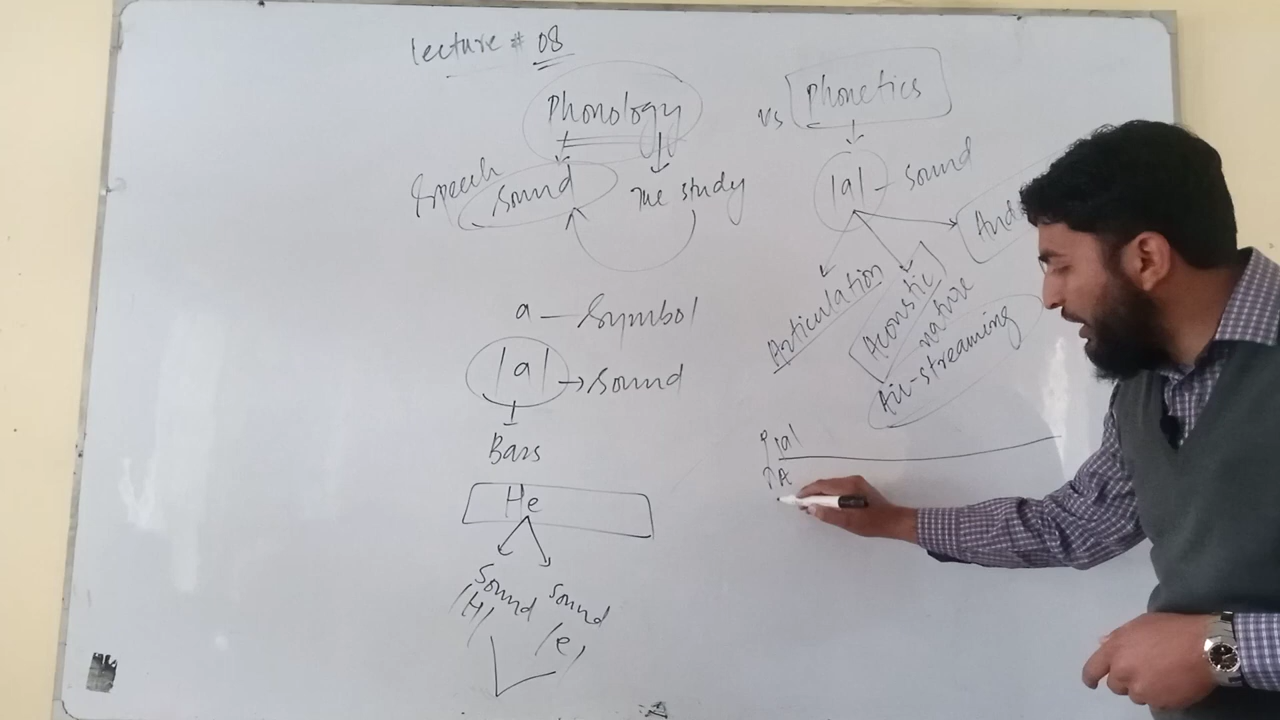 lecture # 08
Phonology
vs Phonetics
Speech Sound
The study
/a/ - Sound
Articulation
Acoustic nature
Air-streaming
a - Symbol
/a/ → Sound
Bars
He
Sound /H/
Sound /e/
/a/
A